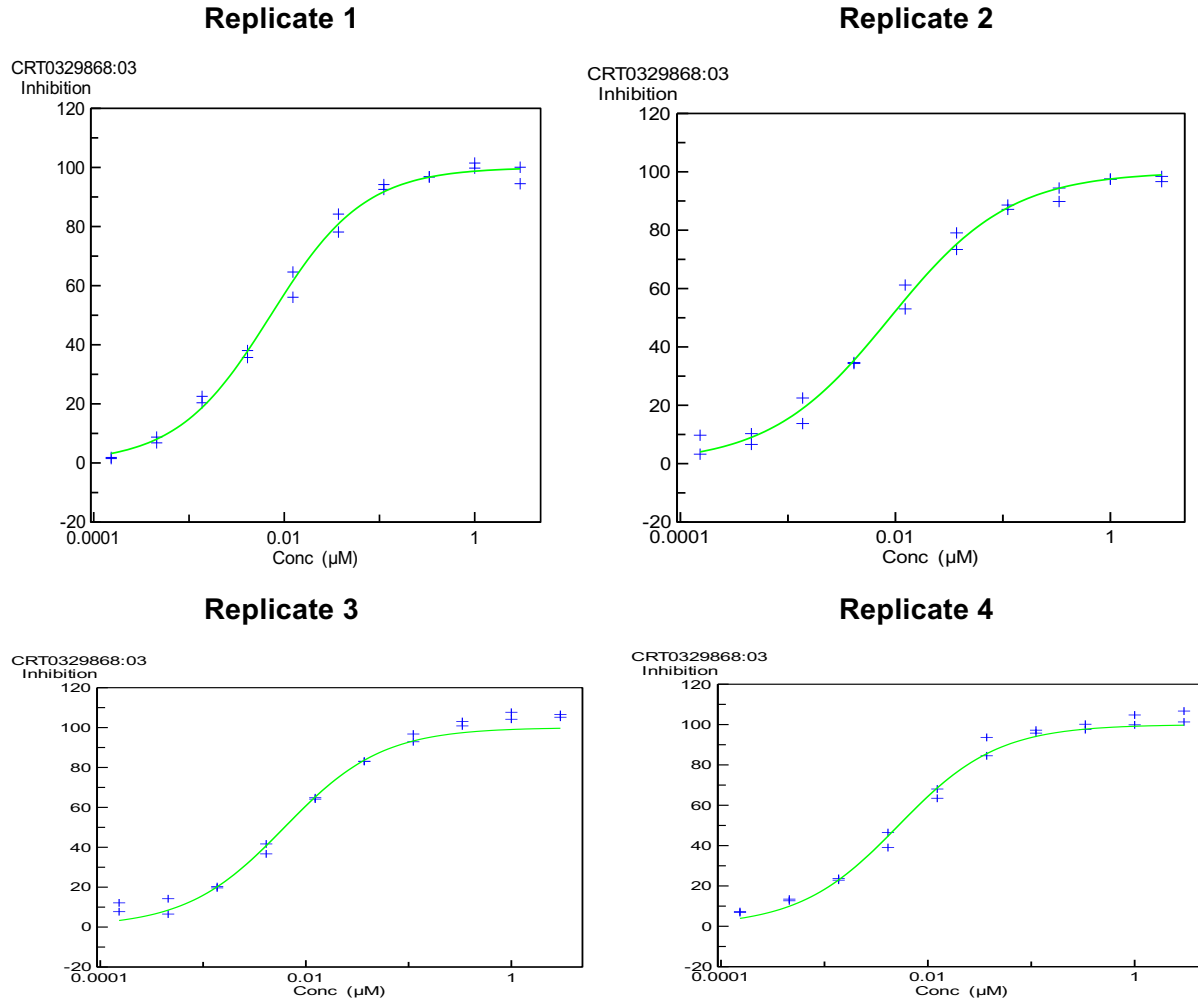 Replicate 1
CRT0329868:03
Inhibition
120
100
80
60
40
20
0
-20
0.0001 0.01 1
Conc (µM)
Replicate 2
CRT0329868:03
Inhibition
120
100
80
60
40
20
0
-20
0.0001 0.01 1
Conc (µM)
Replicate 3
CRT0329868:03
Inhibition
120
100
80
60
40
20
0
-20
0.0001 0.01 1
Conc (µM)
Replicate 4
CRT0329868:03
Inhibition
120
100
80
60
40
20
0
-20
0.0001 0.01 1
Conc (µM)